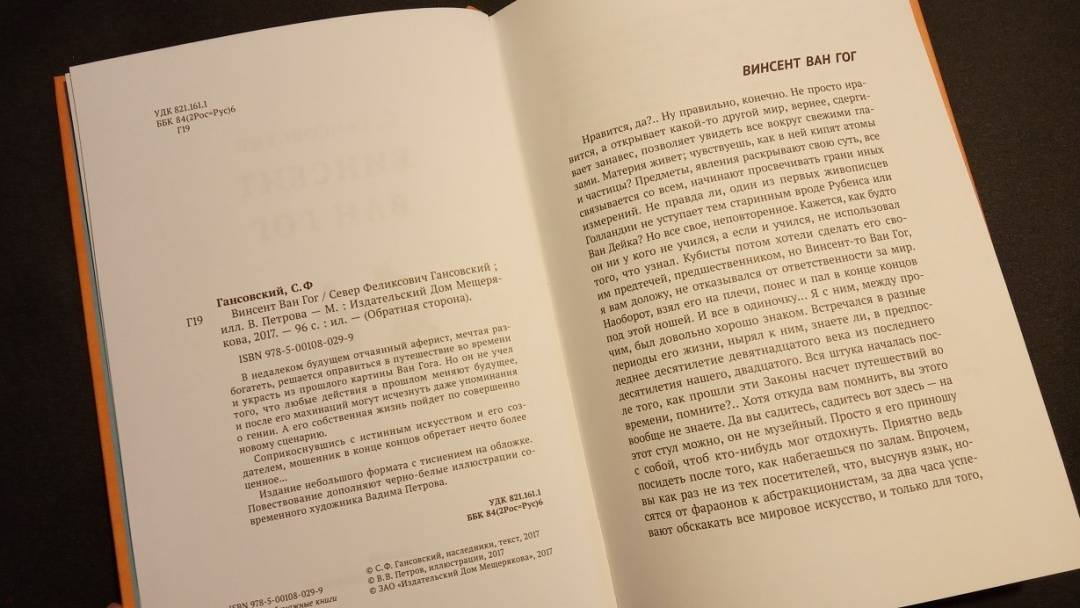 УДК 821.161.1
ББК 84(2Рос=Рус)6
Г19
Гансовский, С.Ф
Г19
Винсент Ван Гог / Север Феликсович Гансовский ;
илл. В. Петрова — М. : Издательский Дом Мещеря-
кова, 2017. — 96 с. : ил. — (Обратная сторона).
ISBN 978-5-00108-029-9
В недалеком будущем отчаянный аферист, мечтая раз-
богатеть, решается оправиться в путешествие во времени
и украсть из прошлого картины Ван Гога. Но он не учел
того, что любые действия в прошлом меняют будущее,
и после его махинаций могут исчезнуть даже упоминания
о гении. А его собственная жизнь пойдет по совершенно
новому сценарию.
Соприкоснувшись с истинным искусством и его соз-
дателем, мошенник в конце концов обретает нечто более
ценное...
Издание небольшого формата с тиснением на обложке.
Повествование дополняют черно-белые иллюстрации со-
временного художника Вадима Петрова.
УДК 821.161.1
ББК 84(2Рос=Рус)6
© С.Ф. Гансовский, наследники, текст, 2017
© В.В. Петров, иллюстрации, 2017
© ЗАО «Издательский Дом Мещерякова», 2017
ISBN 978-5-00108-029-9
книги
ВИНСЕНТ ВАН ГОГ
Нравится, да?.. Ну правильно, конечно. Не просто нра-
вится, а открывает какой-то другой мир, вернее, сдерги-
вает занавес, позволяет увидеть все вокруг свежими гла-
зами. Материя живет; чувствуешь, как в ней кипят атомы
и частицы? Предметы, явления раскрывают свою суть, все
связывается со всем, начинают просвечивать грани иных
измерений. Не правда ли, один из первых живописцев
Голландии не уступает тем старинным вроде Рубенса или
Ван Дейка? Но все свое, неповторенное. Кажется, как будто
он ни у кого не учился, а если и учился, не использовал
того, что узнал. Кубисты потом хотели сделать его сво-
им предтечей, предшественником, но Винсент-то Ван Гог,
я вам доложу, не отказывался от ответственности за мир.
Наоборот, взял его на плечи, понес и пал в конце концов
под этой ношей. И все в одиночку... Я с ним, между про-
чим, был довольно хорошо знаком. Встречался в разные
периоды его жизни, нырял к ним, знаете ли, в предпос-
леднее десятилетие девятнадцатого века из последнего
десятилетия нашего, двадцатого. Вся штука началась пос-
ле того, как прошли эти Законы насчет путешествий во
времени, помните?.. Хотя откуда вам помнить, вы этого
вообще не знаете. Да вы садитесь, садитесь вот здесь — на
этот стул можно, он не музейный. Просто я его приношу
с собой, чтоб кто-нибудь мог отдохнуть. Приятно ведь
посидеть после того, как набегаешься по залам. Впрочем,
вы как раз не из тех посетителей, что, высунув язык, но-
сятся от фараонов к абстракционистам, за два часа успе-
вают обскакать все мировое искусство, и только для того,